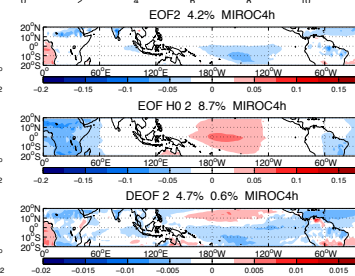 EOF2 4.2% MIROC4h
20°N
10°N
0°
10°S
20°S
60°E 120°E 180°W 120°W 60°W
-0.2 -0.15 -0.1 -0.05 0 0.05 0.1 0.15
EOF H0 2 8.7% MIROC4h
20°N
10°N
0°
10°S
20°S
60°E 120°E 180°W 120°W 60°W
-0.2 -0.15 -0.1 -0.05 0 0.05 0.1 0.15
DEOF 2 4.7% 0.6% MIROC4h
20°N
10°N
0°
10°S
20°S
60°E 120°E 180°W 120°W 60°W
-0.02 -0.015 -0.01 -0.005 0 0.005 0.01 0.015